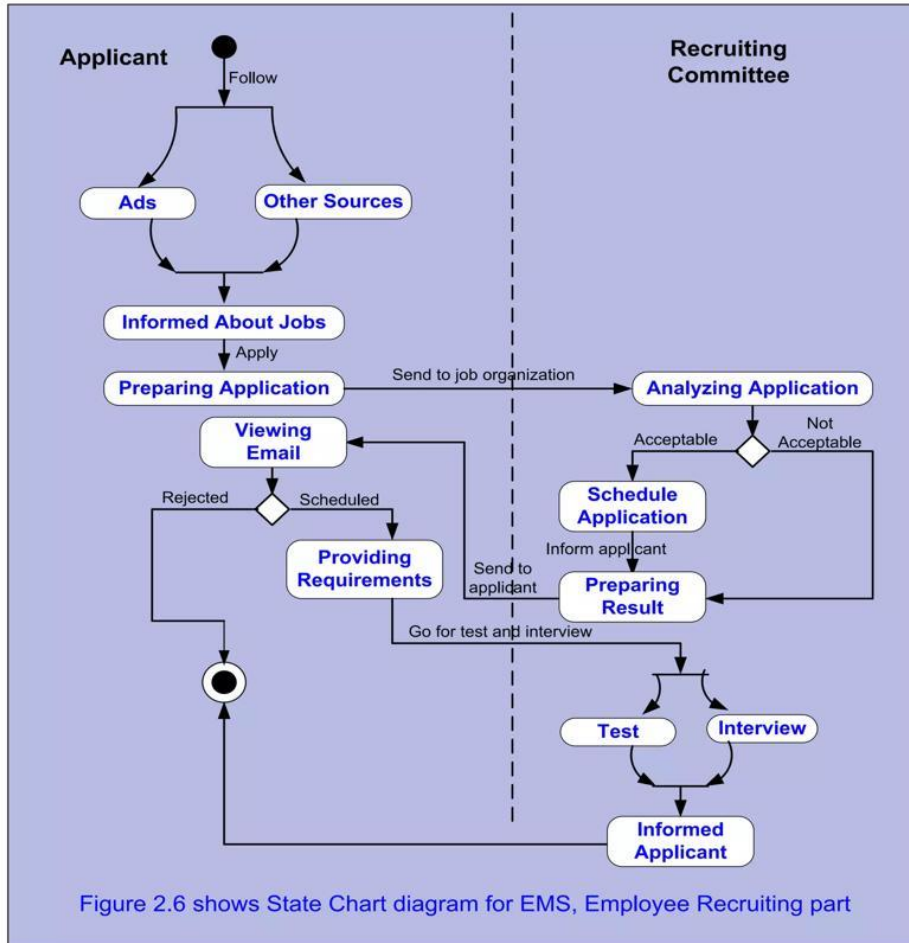 Applicant
Recruiting
Committee
Follow
Ads
Other Sources
Informed About Jobs
Apply
Preparing Application
Send to job organization
Analyzing Application
Viewing
Email
Acceptable
Not
Acceptable
Rejected
Scheduled
Schedule
Application
Providing
Requirements
Inform applicant
Send to
applicant
Preparing
Result
Go for test and interview
Test
Interview
Informed
Applicant
Figure 2.6 shows State Chart diagram for EMS, Employee Recruiting part